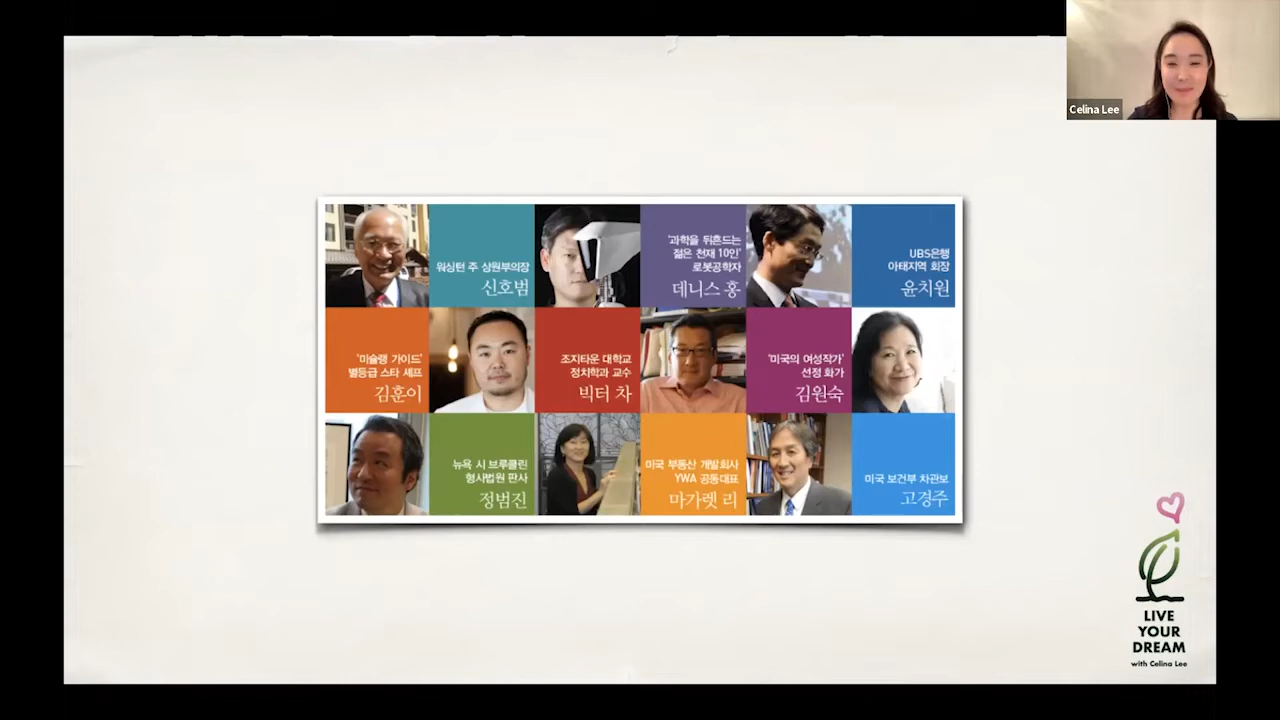 Celina Lee
워싱턴 주 상원부의장
신호범
'과학을 뒤흔드는
젊은 천재 10인'
로봇공학자
데니스 홍
UBS은행
아태지역 회장
윤치원
'미슐랭 가이드'
별등급 스타 셰프
김훈이
조지타운 대학교
정치학과 교수
빅터 차
'미국의 여성작가'
선정 화가
김원숙
뉴욕 시 브루클린
형사법원 판사
정범진
미국 부동산 개발회사
YWA 공동대표
마가렛 리
미국 보건부 차관보
고경주
LIVE
YOUR
DREAM
with Celina Lee